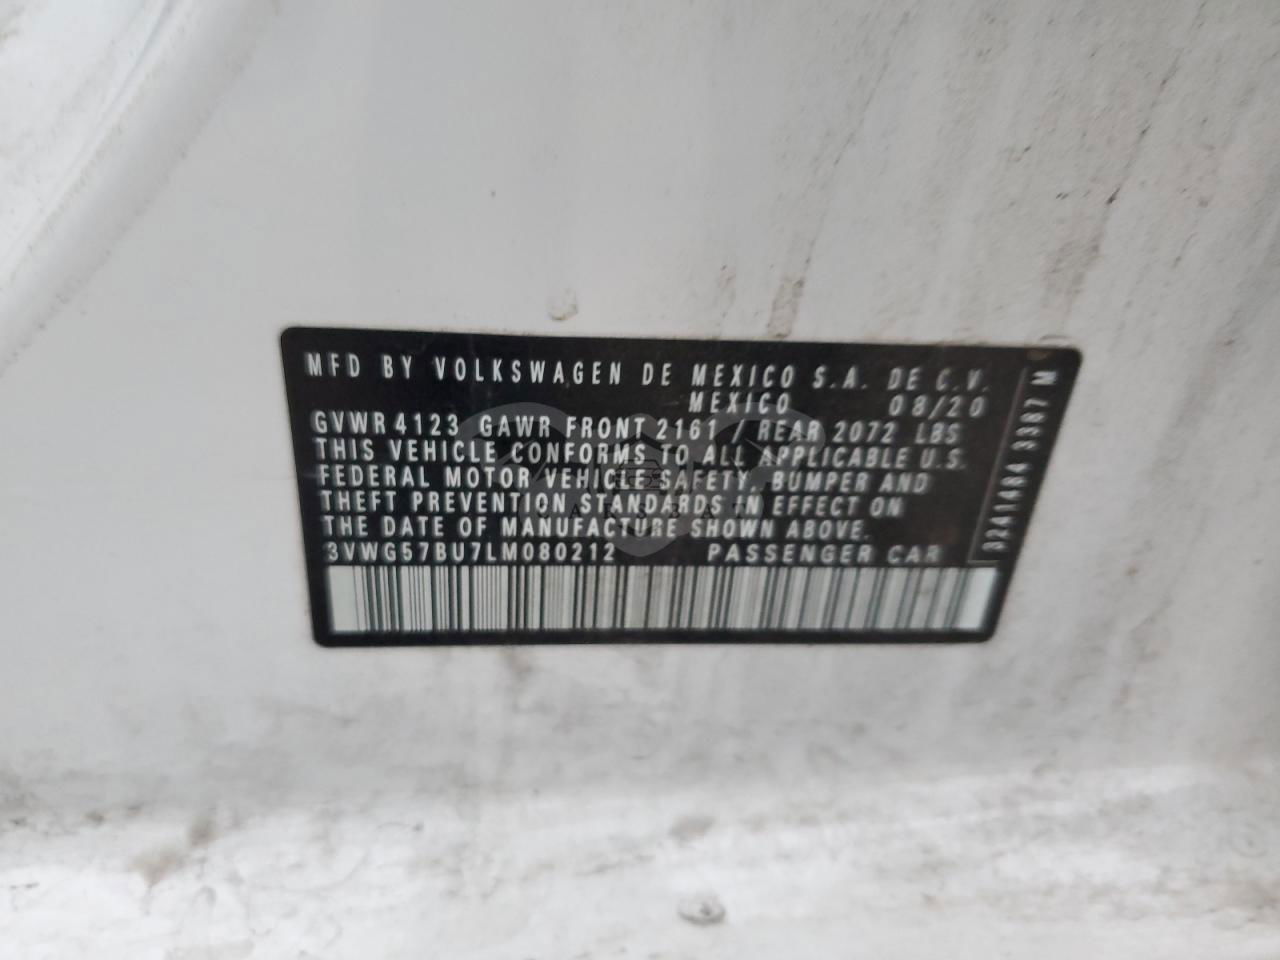 MFD BY VOLKSWAGEN DE MEXICO S.A. DE C.V.
MEXICO 08/20
GVWR 4123 GAWR FRONT 2161 / REAR 2072 LBS
THIS VEHICLE CONFORMS TO ALL APPLICABLE U.S.
FEDERAL MOTOR VEHICLE SAFETY, BUMPER AND
THEFT PREVENTION STANDARDS IN EFFECT ON
THE DATE OF MANUFACTURE SHOWN ABOVE.
3VWG57BU7LM080212 PASSENGER CAR
3241484 3387 M